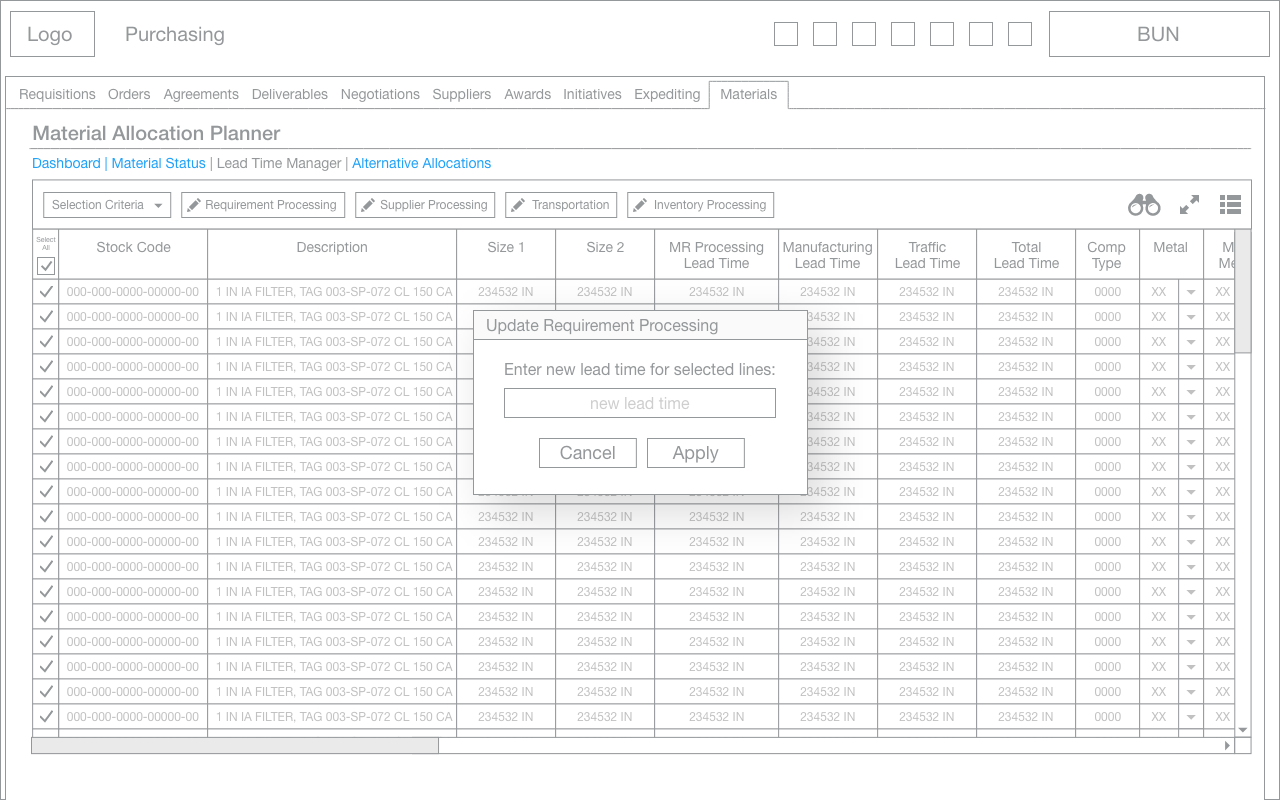 Logo
Purchasing
BUN
Requisitions Orders Agreements Deliverables Negotiations Suppliers Awards Initiatives Expediting Materials
Material Allocation Planner
Dashboard | Material Status | Lead Time Manager | Alternative Allocations
Selection Criteria Requirement Processing Supplier Processing Transportation Inventory Processing
Select All Stock Code Description Size 1 Size 2 MR Processing Lead Time Manufacturing Lead Time Traffic Lead Time Total Lead Time Comp Type Metal M Me
000-000-0000-00000-00 1 IN IA FILTER, TAG 003-SP-072 CL 150 CA 234532 IN 234532 IN 234532 IN 234532 IN 234532 IN 234532 IN 0000 XX XX
000-000-0000-00000-00 1 IN IA FILTER, TAG 003-SP-072 CL 150 CA 34532 IN 234532 IN 234532 IN 0000 XX XX
000-000-0000-00000-00 1 IN IA FILTER, TAG 003-SP-072 CL 150 CA 34532 IN 234532 IN 234532 IN 0000 XX XX
000-000-0000-00000-00 1 IN IA FILTER, TAG 003-SP-072 CL 150 CA 34532 IN 234532 IN 234532 IN 0000 XX XX
000-000-0000-00000-00 1 IN IA FILTER, TAG 003-SP-072 CL 150 CA 34532 IN 234532 IN 234532 IN 0000 XX XX
000-000-0000-00000-00 1 IN IA FILTER, TAG 003-SP-072 CL 150 CA 34532 IN 234532 IN 234532 IN 0000 XX XX
000-000-0000-00000-00 1 IN IA FILTER, TAG 003-SP-072 CL 150 CA 34532 IN 234532 IN 234532 IN 0000 XX XX
000-000-0000-00000-00 1 IN IA FILTER, TAG 003-SP-072 CL 150 CA 34532 IN 234532 IN 234532 IN 0000 XX XX
000-000-0000-00000-00 1 IN IA FILTER, TAG 003-SP-072 CL 150 CA 34532 IN 234532 IN 234532 IN 0000 XX XX
000-000-0000-00000-00 1 IN IA FILTER, TAG 003-SP-072 CL 150 CA 234532 IN 234532 IN 234532 IN 234532 IN 234532 IN 234532 IN 0000 XX XX
000-000-0000-00000-00 1 IN IA FILTER, TAG 003-SP-072 CL 150 CA 234532 IN 234532 IN 234532 IN 234532 IN 234532 IN 234532 IN 0000 XX XX
000-000-0000-00000-00 1 IN IA FILTER, TAG 003-SP-072 CL 150 CA 234532 IN 234532 IN 234532 IN 234532 IN 234532 IN 234532 IN 0000 XX XX
000-000-0000-00000-00 1 IN IA FILTER, TAG 003-SP-072 CL 150 CA 234532 IN 234532 IN 234532 IN 234532 IN 234532 IN 234532 IN 0000 XX XX
000-000-0000-00000-00 1 IN IA FILTER, TAG 003-SP-072 CL 150 CA 234532 IN 234532 IN 234532 IN 234532 IN 234532 IN 234532 IN 0000 XX XX
000-000-0000-00000-00 1 IN IA FILTER, TAG 003-SP-072 CL 150 CA 234532 IN 234532 IN 234532 IN 234532 IN 234532 IN 234532 IN 0000 XX XX
000-000-0000-00000-00 1 IN IA FILTER, TAG 003-SP-072 CL 150 CA 234532 IN 234532 IN 234532 IN 234532 IN 234532 IN 234532 IN 0000 XX XX
000-000-0000-00000-00 1 IN IA FILTER, TAG 003-SP-072 CL 150 CA 234532 IN 234532 IN 234532 IN 234532 IN 234532 IN 234532 IN 0000 XX XX
000-000-0000-00000-00 1 IN IA FILTER, TAG 003-SP-072 CL 150 CA 234532 IN 234532 IN 234532 IN 234532 IN 234532 IN 234532 IN 0000 XX XX
Update Requirement Processing
Enter new lead time for selected lines:
new lead time
Cancel Apply